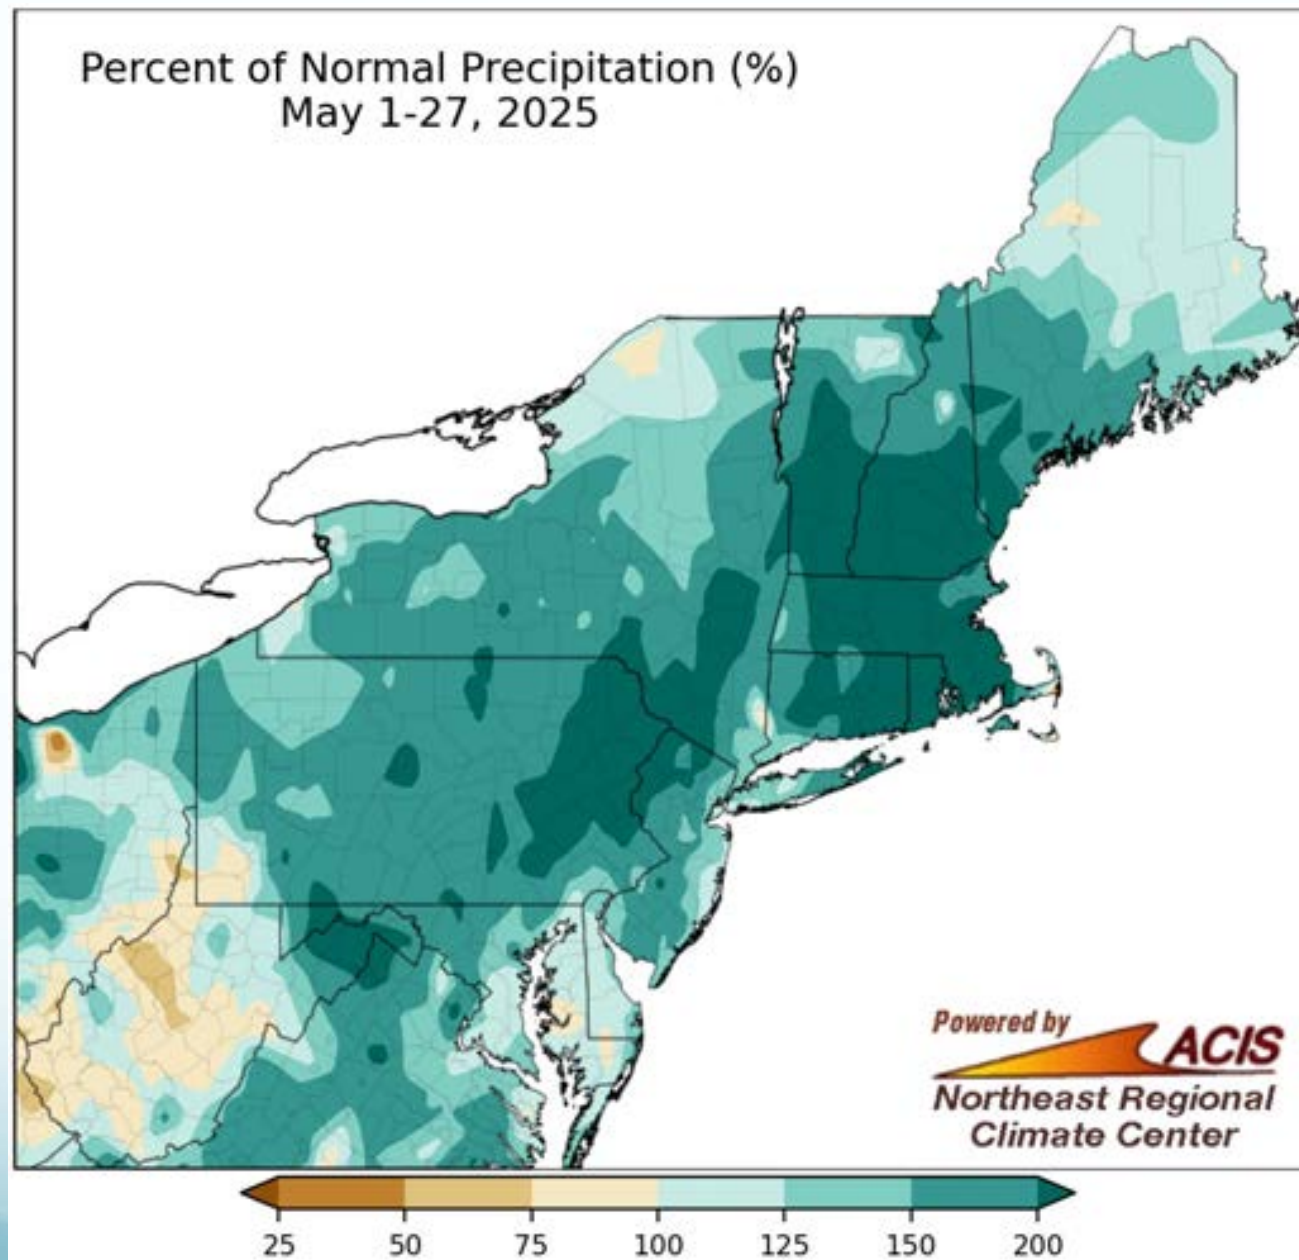 Percent of Normal Precipitation (%)
May 1-27, 2025
Powered by
ACIS
Northeast Regional
Climate Center
25 50 75 100 125 150 200